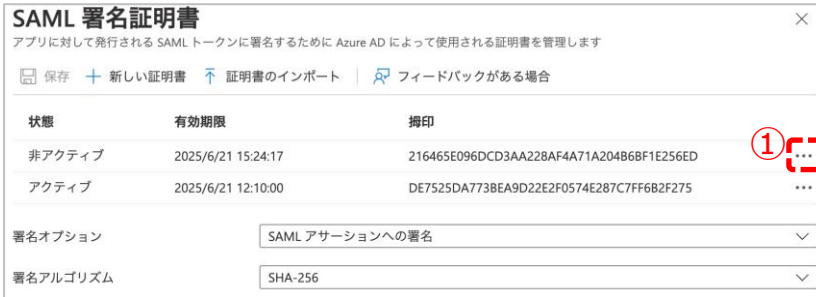 SAML 署名証明書
アプリに対して発行される SAML トークンに署名するために Azure AD によって使用される証明書を管理します
保存 新しい証明書 証明書のインポート フィードバックがある場合
状態 有効期限 拇印
非アクティブ 2025/6/21 15:24:17 216465E096DCD3AA228AF4A71A204B6BF1E256ED ① ...
アクティブ 2025/6/21 12:10:00 DE7525DA773BEA9D22E2F0574E287C7FF6B2F275 ...
署名オプション SAML アサーションへの署名
署名アルゴリズム SHA-256